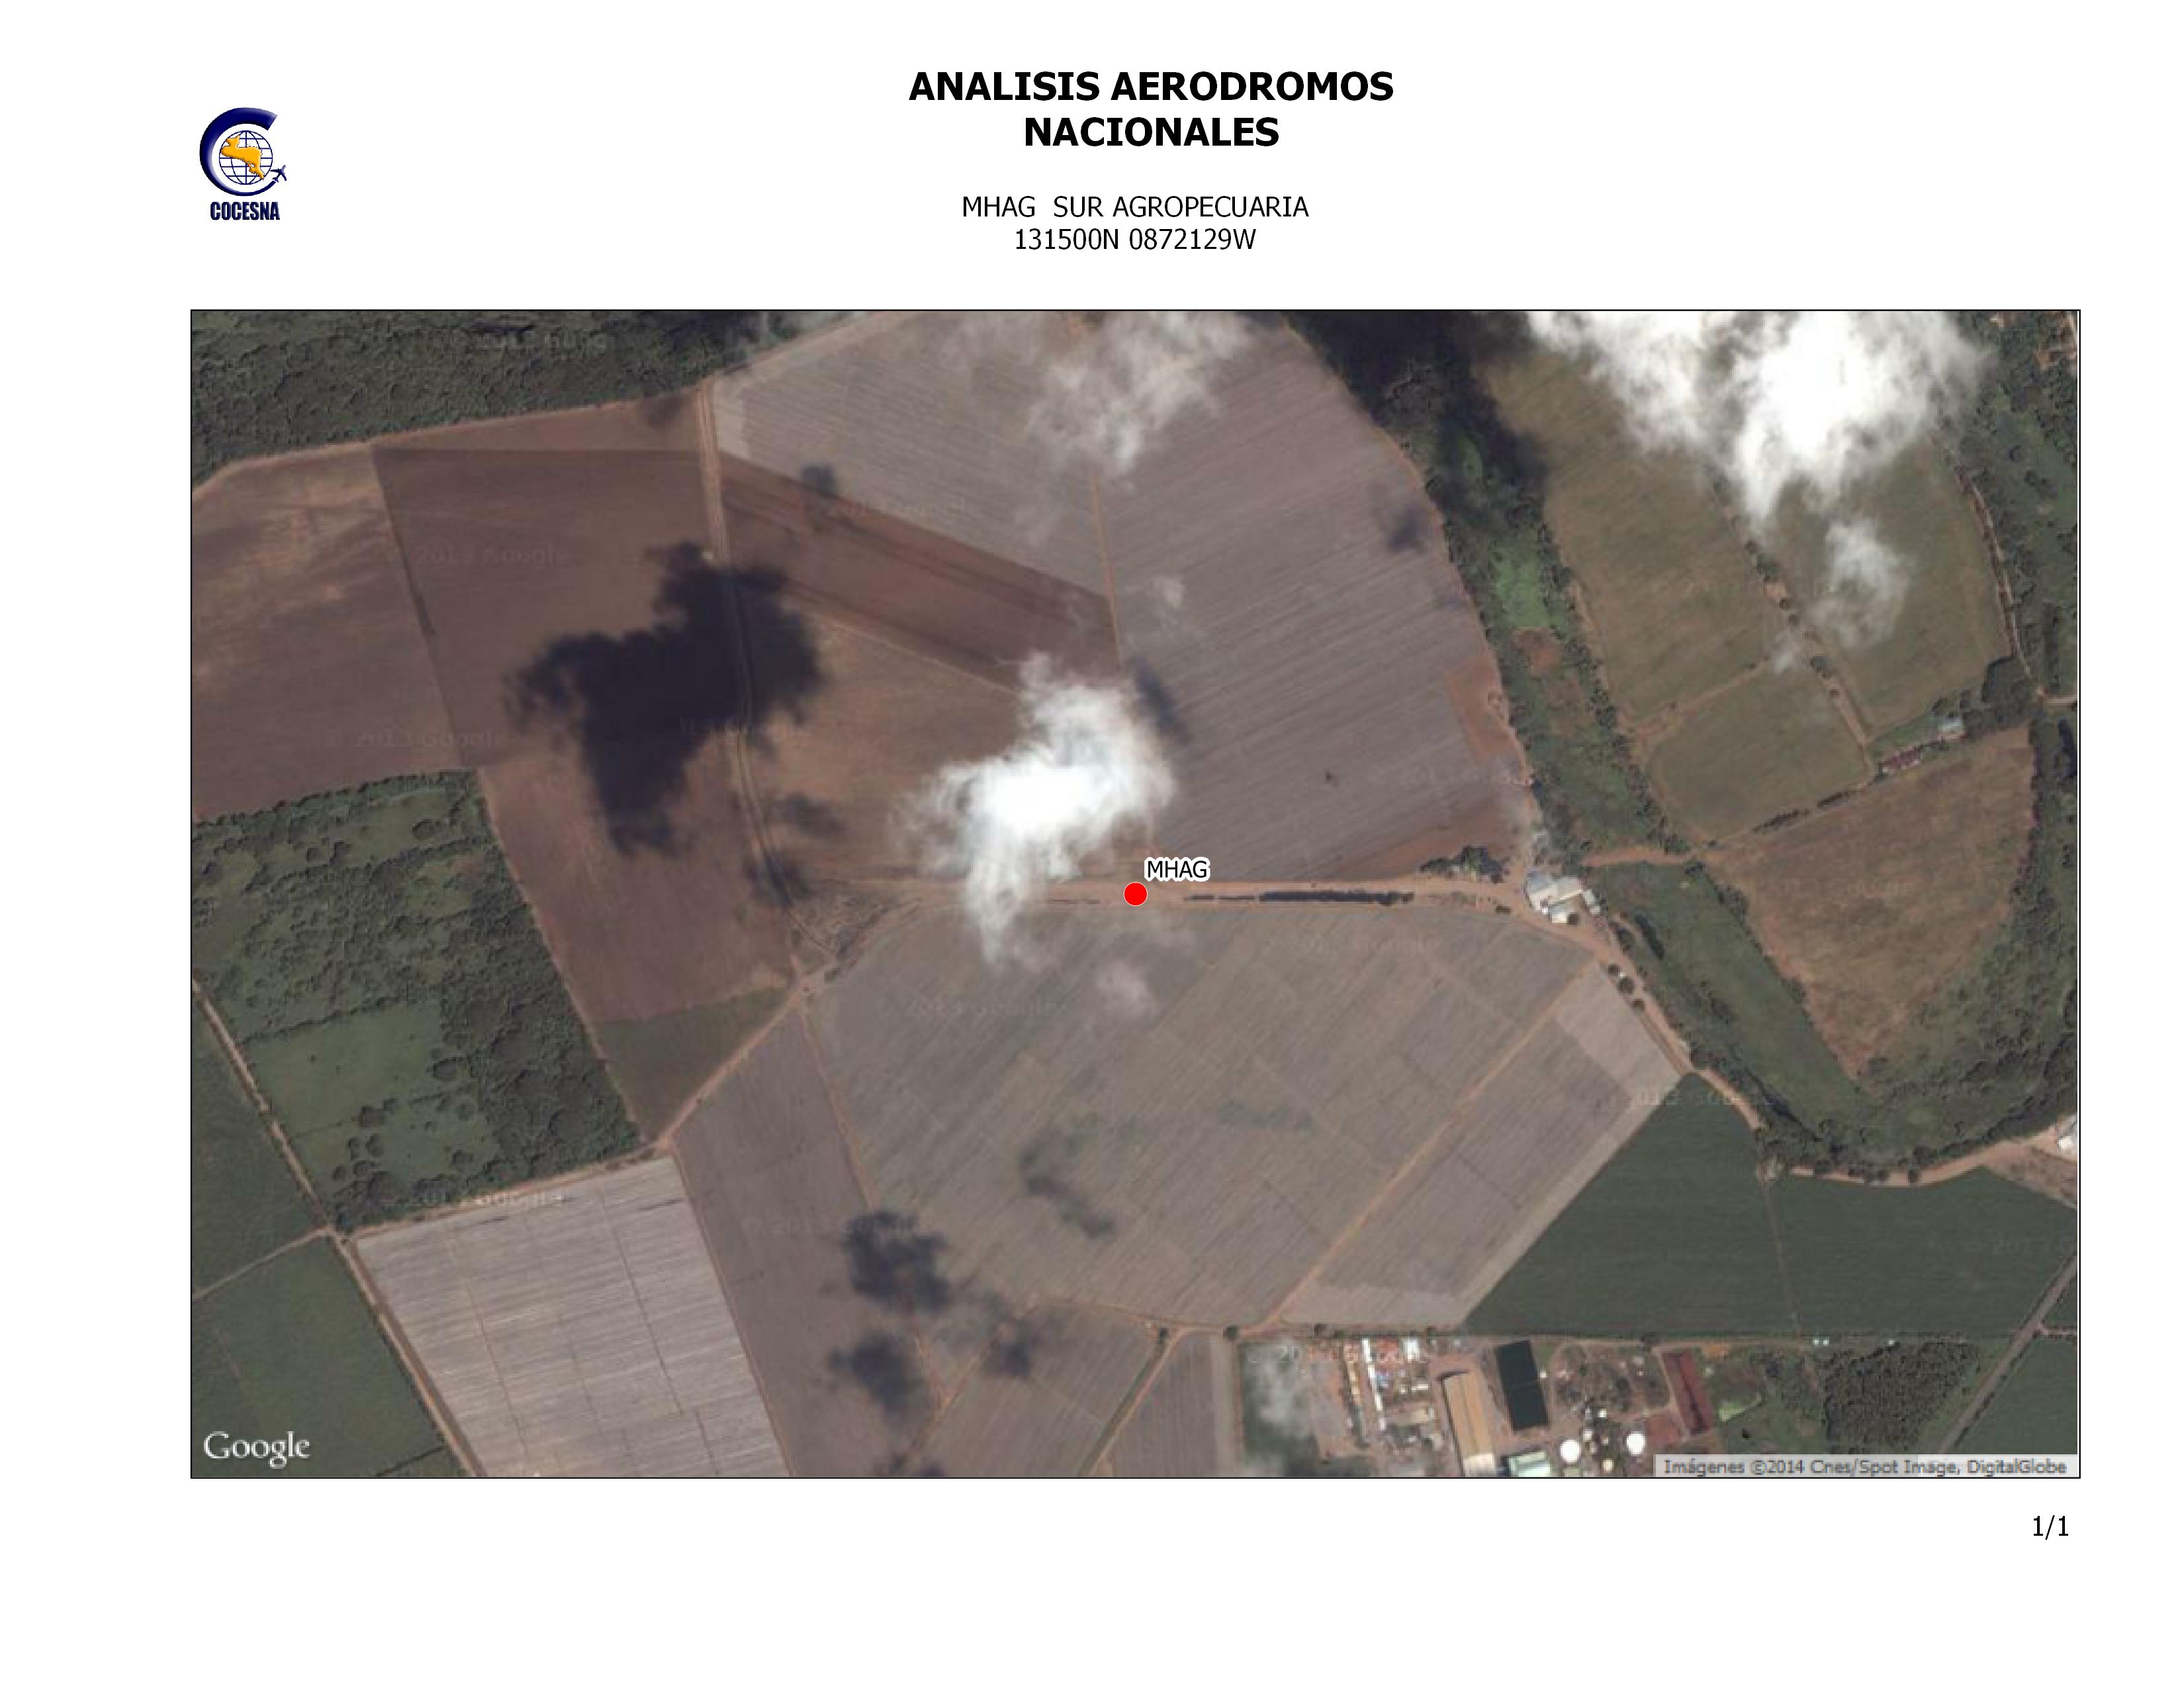 ANALISIS AERODROMOS
NACIONALES
COCESNA
MHAG  SUR AGROPECUARIA
131500N 0872129W
MHAG
Google
Imágenes ©2014 Cnes/Spot Image, DigitalGlobe
1/1